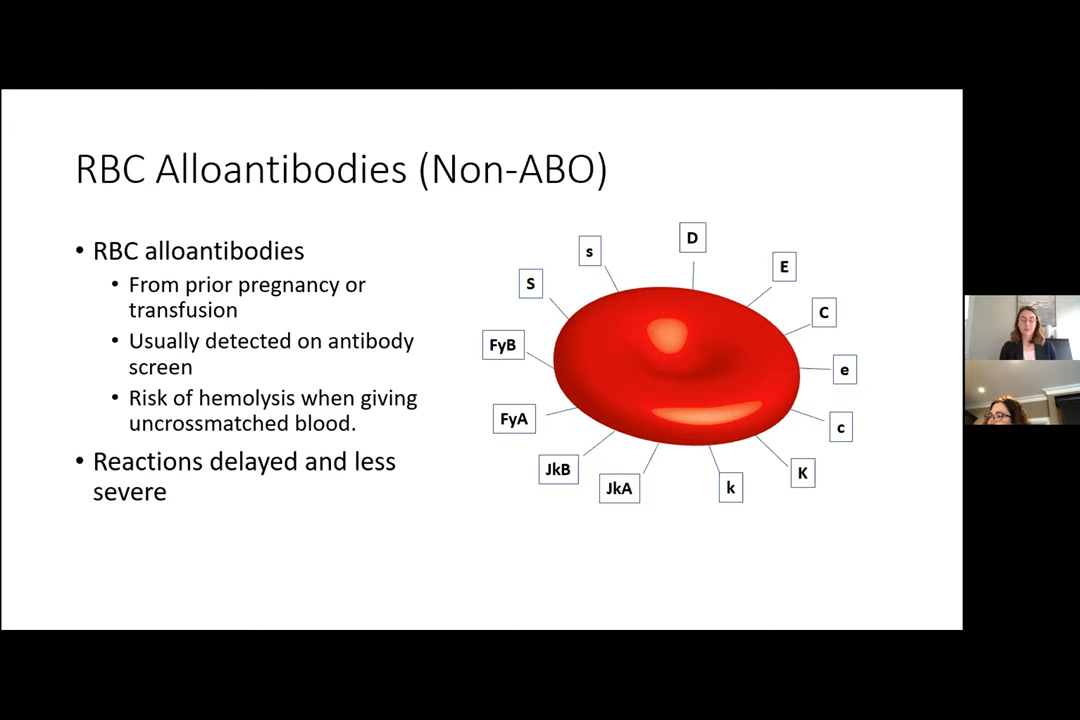 RBC Alloantibodies (Non-ABO)
• RBC alloantibodies
• From prior pregnancy or
transfusion
• Usually detected on antibody
screen
• Risk of hemolysis when giving
uncrossmatched blood.
• Reactions delayed and less
severe
D
s
E
S
C
FyB
e
FyA
c
JkB
K
JkA
k